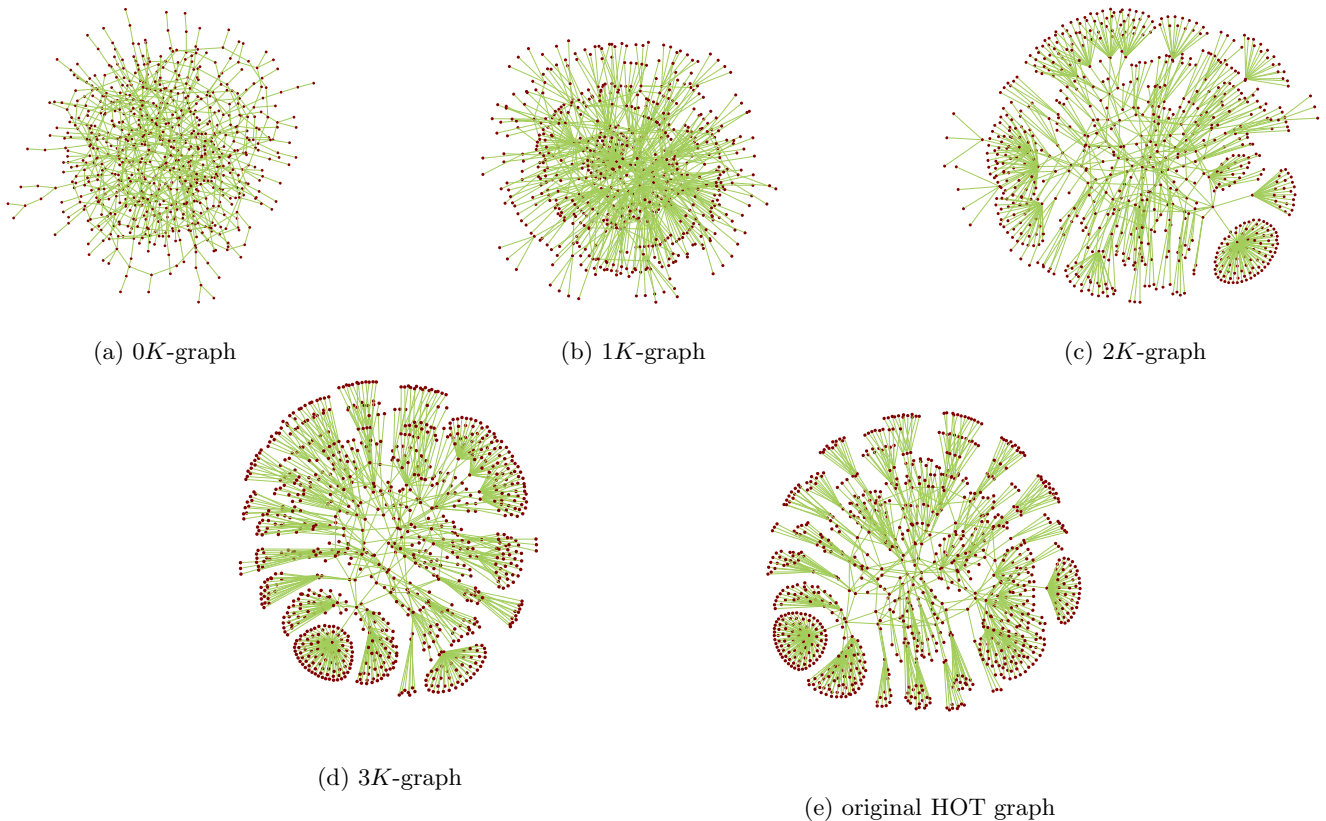 (a) 0K-graph
(b) 1K-graph
(c) 2K-graph
(d) 3K-graph
(e) original HOT graph